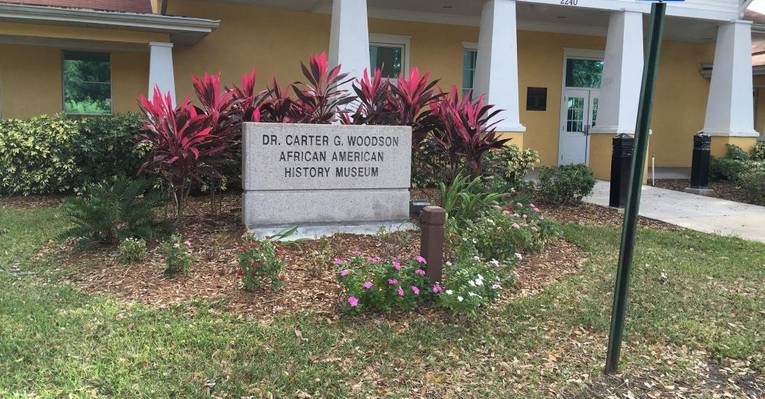 2240
DR. CARTER G. WOODSON
AFRICAN AMERICAN
HISTORY MUSEUM